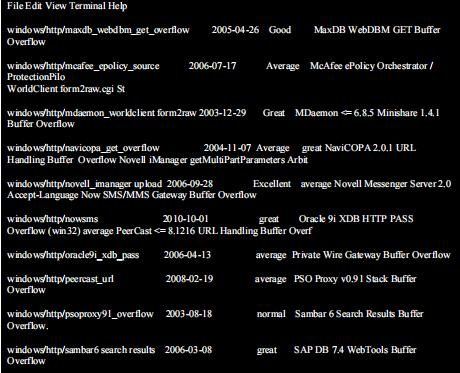 File Edit View Terminal Help
windows/http/maxdb_webdbm_get_overflow 2005-04-26 Good MaxDB WebDBM GET Buffer
Overflow
windows/http/mcafee_epolicy_source 2006-07-17 Average McAfee ePolicy Orchestrator /
ProtectionPilo
WorldClient form2raw.cgi St
windows/http/mdaemon_worldclient form2raw 2003-12-29 Great MDaemon <= 6.8.5 Minishare 1.4.1
Buffer Overflow
windows/http/navicopa_get_overflow 2004-11-07 Average great NaviCOPA 2.0.1 URL
Handling Buffer Overflow Novell iManager getMultiPartParameters Arbit
windows/http/novell_imanager upload 2006-09-28 Excellent average Novell Messenger Server 2.0
Accept-Language Now SMS/MMS Gateway Buffer Overflow
windows/http/nowsms 2010-10-01 great Oracle 9i XDB HTTP PASS
Overflow (win32) average PeerCast <= 8.1216 URL Handling Buffer Overf
windows/http/oracle9i_xdb_pass 2006-04-13 average Private Wire Gateway Buffer Overflow
windows/http/peercast_url 2008-02-19 average PSO Proxy v0.91 Stack Buffer
Overflow
windows/http/psoproxy91_overflow 2003-08-18 normal Sambar 6 Search Results Buffer
Overflow.
windows/http/sambar6 search results 2006-03-08 great SAP DB 7.4 WebTools Buffer
Overflow